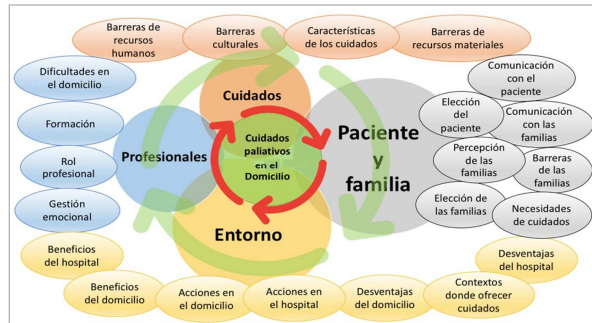 Barreras de
recursos
humanos
Barreras
culturales
Características
de los cuidados
Barreras de
recursos materiales
Dificultades en
el domicilio
Formación
Rol
profesional
Gestión
emocional
Cuidados
Profesionales
Cuidados
paliativos
en el
Domicilio
Paciente
y
familia
Entorno
Comunicación
con el
paciente
Elección
del
paciente
Comunicación
con las
familias
Percepción
de las
familias
Barreras
de las
familias
Elección de
las familias
Necesidades
de cuidados
Beneficios
del hospital
Beneficios
del domicilio
Acciones en
el domicilio
Acciones en
el hospital
Desventajas
del domicilio
Contextos
donde ofrecer
cuidados
Desventajas
del hospital